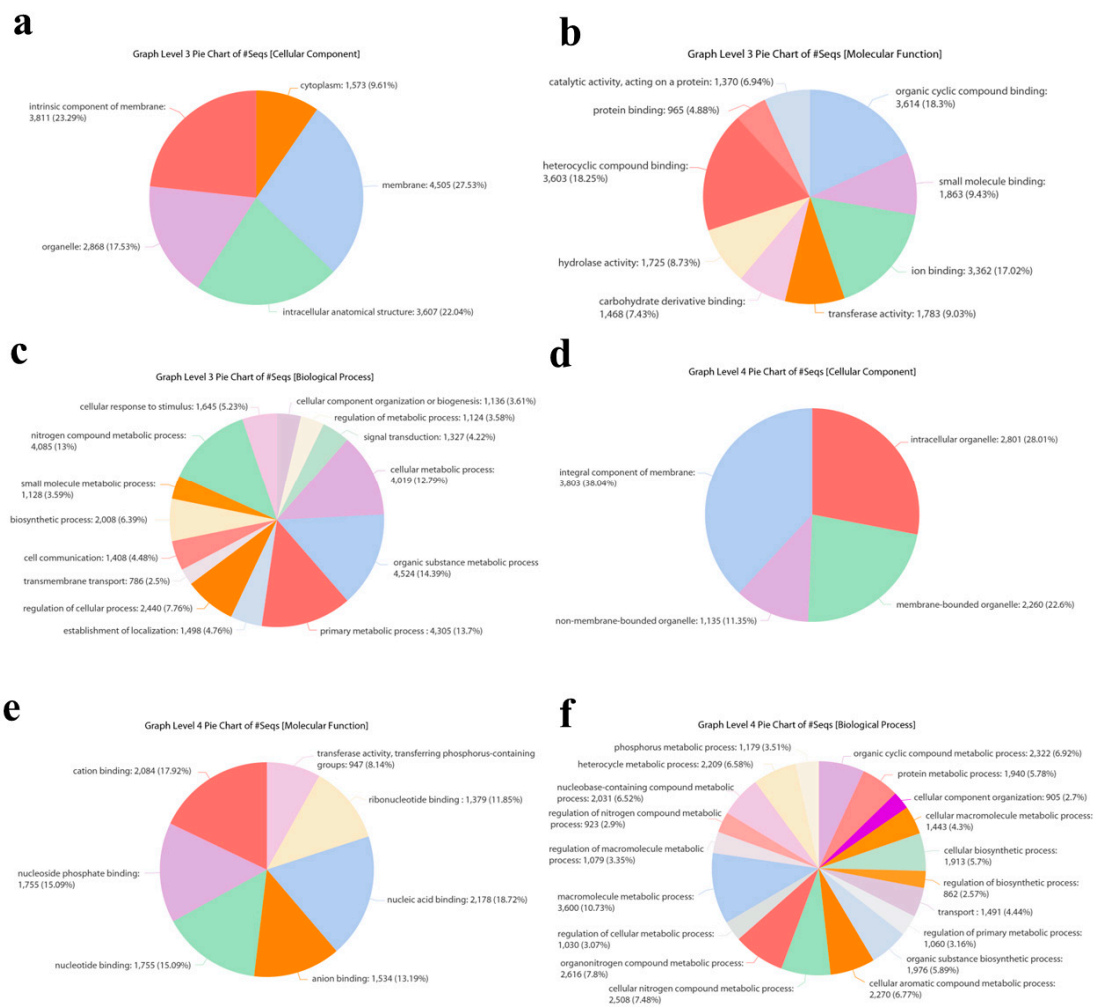 a
Graph Level 3 Pie Chart of #Seqs [Cellular Component]
cytoplasm: 1,573 (9.61%)
intrinsic component of membrane:
3,811 (23.29%)
membrane: 4,505 (27.53%)
organelle: 2,868 (17.53%)
intracellular anatomical structure: 3,607 (22.04%)
b
Graph Level 3 Pie Chart of #Seqs [Molecular Function]
catalytic activity, acting on a protein: 1,370 (6.94%)
organic cyclic compound binding:
3,614 (18.3%)
protein binding: 965 (4.88%)
heterocyclic compound binding:
3,603 (18.25%)
small molecule binding:
1,863 (9.43%)
hydrolase activity: 1,725 (8.73%)
ion binding: 3,362 (17.02%)
carbohydrate derivative binding:
1,468 (7.43%)
transferase activity: 1,783 (9.03%)
c
Graph Level 3 Pie Chart of #Seqs [Biological Process]
cellular response to stimulus: 1,645 (5.23%)
cellular component organization or biogenesis: 1,136 (3.61%)
regulation of metabolic process: 1,124 (3.58%)
signal transduction: 1,327 (4.22%)
nitrogen compound metabolic process:
4,085 (13%)
cellular metabolic process:
4,019 (12.79%)
small molecule metabolic process:
1,128 (3.59%)
biosynthetic process: 2,008 (6.39%)
cell communication: 1,408 (4.48%)
organic substance metabolic process
4,524 (14.39%)
transmembrane transport: 786 (2.5%)
regulation of cellular process: 2,440 (7.76%)
establishment of localization: 1,498 (4.76%)
primary metabolic process : 4,305 (13.7%)
d
Graph Level 4 Pie Chart of #Seqs [Cellular Component]
intracellular organelle: 2,801 (28.01%)
integral component of membrane:
3,803 (38.04%)
membrane-bounded organelle: 2,260 (22.6%)
non-membrane-bounded organelle: 1,135 (11.35%)
e
Graph Level 4 Pie Chart of #Seqs [Molecular Function]
transferase activity, transferring phosphorus-containing
groups: 947 (8.14%)
cation binding: 2,084 (17.92%)
ribonucleotide binding : 1,379 (11.85%)
nucleoside phosphate binding:
1,755 (15.09%)
nucleic acid binding: 2,178 (18.72%)
nucleotide binding: 1,755 (15.09%)
anion binding: 1,534 (13.19%)
f
Graph Level 4 Pie Chart of #Seqs [Biological Process]
phosphorus metabolic process: 1,179 (3.51%)
organic cyclic compound metabolic process: 2,322 (6.92%)
heterocycle metabolic process: 2,209 (6.58%)
protein metabolic process: 1,940 (5.78%)
nucleobase-containing compound metabolic
process: 2,031 (6.52%)
cellular component organization: 905 (2.7%)
regulation of nitrogen compound metabolic
process: 923 (2.9%)
cellular macromolecule metabolic process:
1,443 (4.3%)
regulation of macromolecule metabolic
process: 1,079 (3.35%)
cellular biosynthetic process:
1,913 (5.7%)
macromolecule metabolic process:
3,600 (10.73%)
regulation of biosynthetic process:
862 (2.57%)
transport : 1,491 (4.44%)
regulation of cellular metabolic process:
1,030 (3.07%)
regulation of primary metabolic process:
1,060 (3.16%)
organonitrogen compound metabolic process:
2,616 (7.8%)
organic substance biosynthetic process:
1,976 (5.89%)
cellular nitrogen compound metabolic process:
2,508 (7.48%)
cellular aromatic compound metabolic process:
2,270 (6.77%)